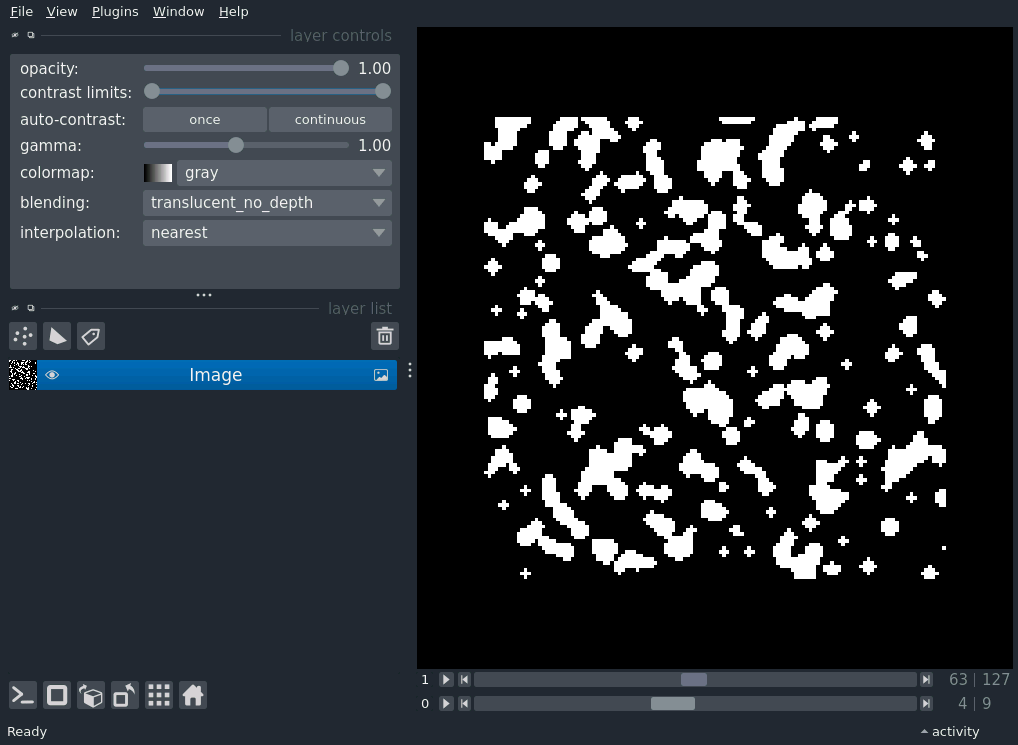 File View Plugins Window Help
layer controls
opacity: 1.00
contrast limits:
auto-contrast: once continuous
gamma: 1.00
colormap: gray
blending: translucent_no_depth
interpolation: nearest
layer list
Image
1 63 | 127
0 4 | 9
Ready activity